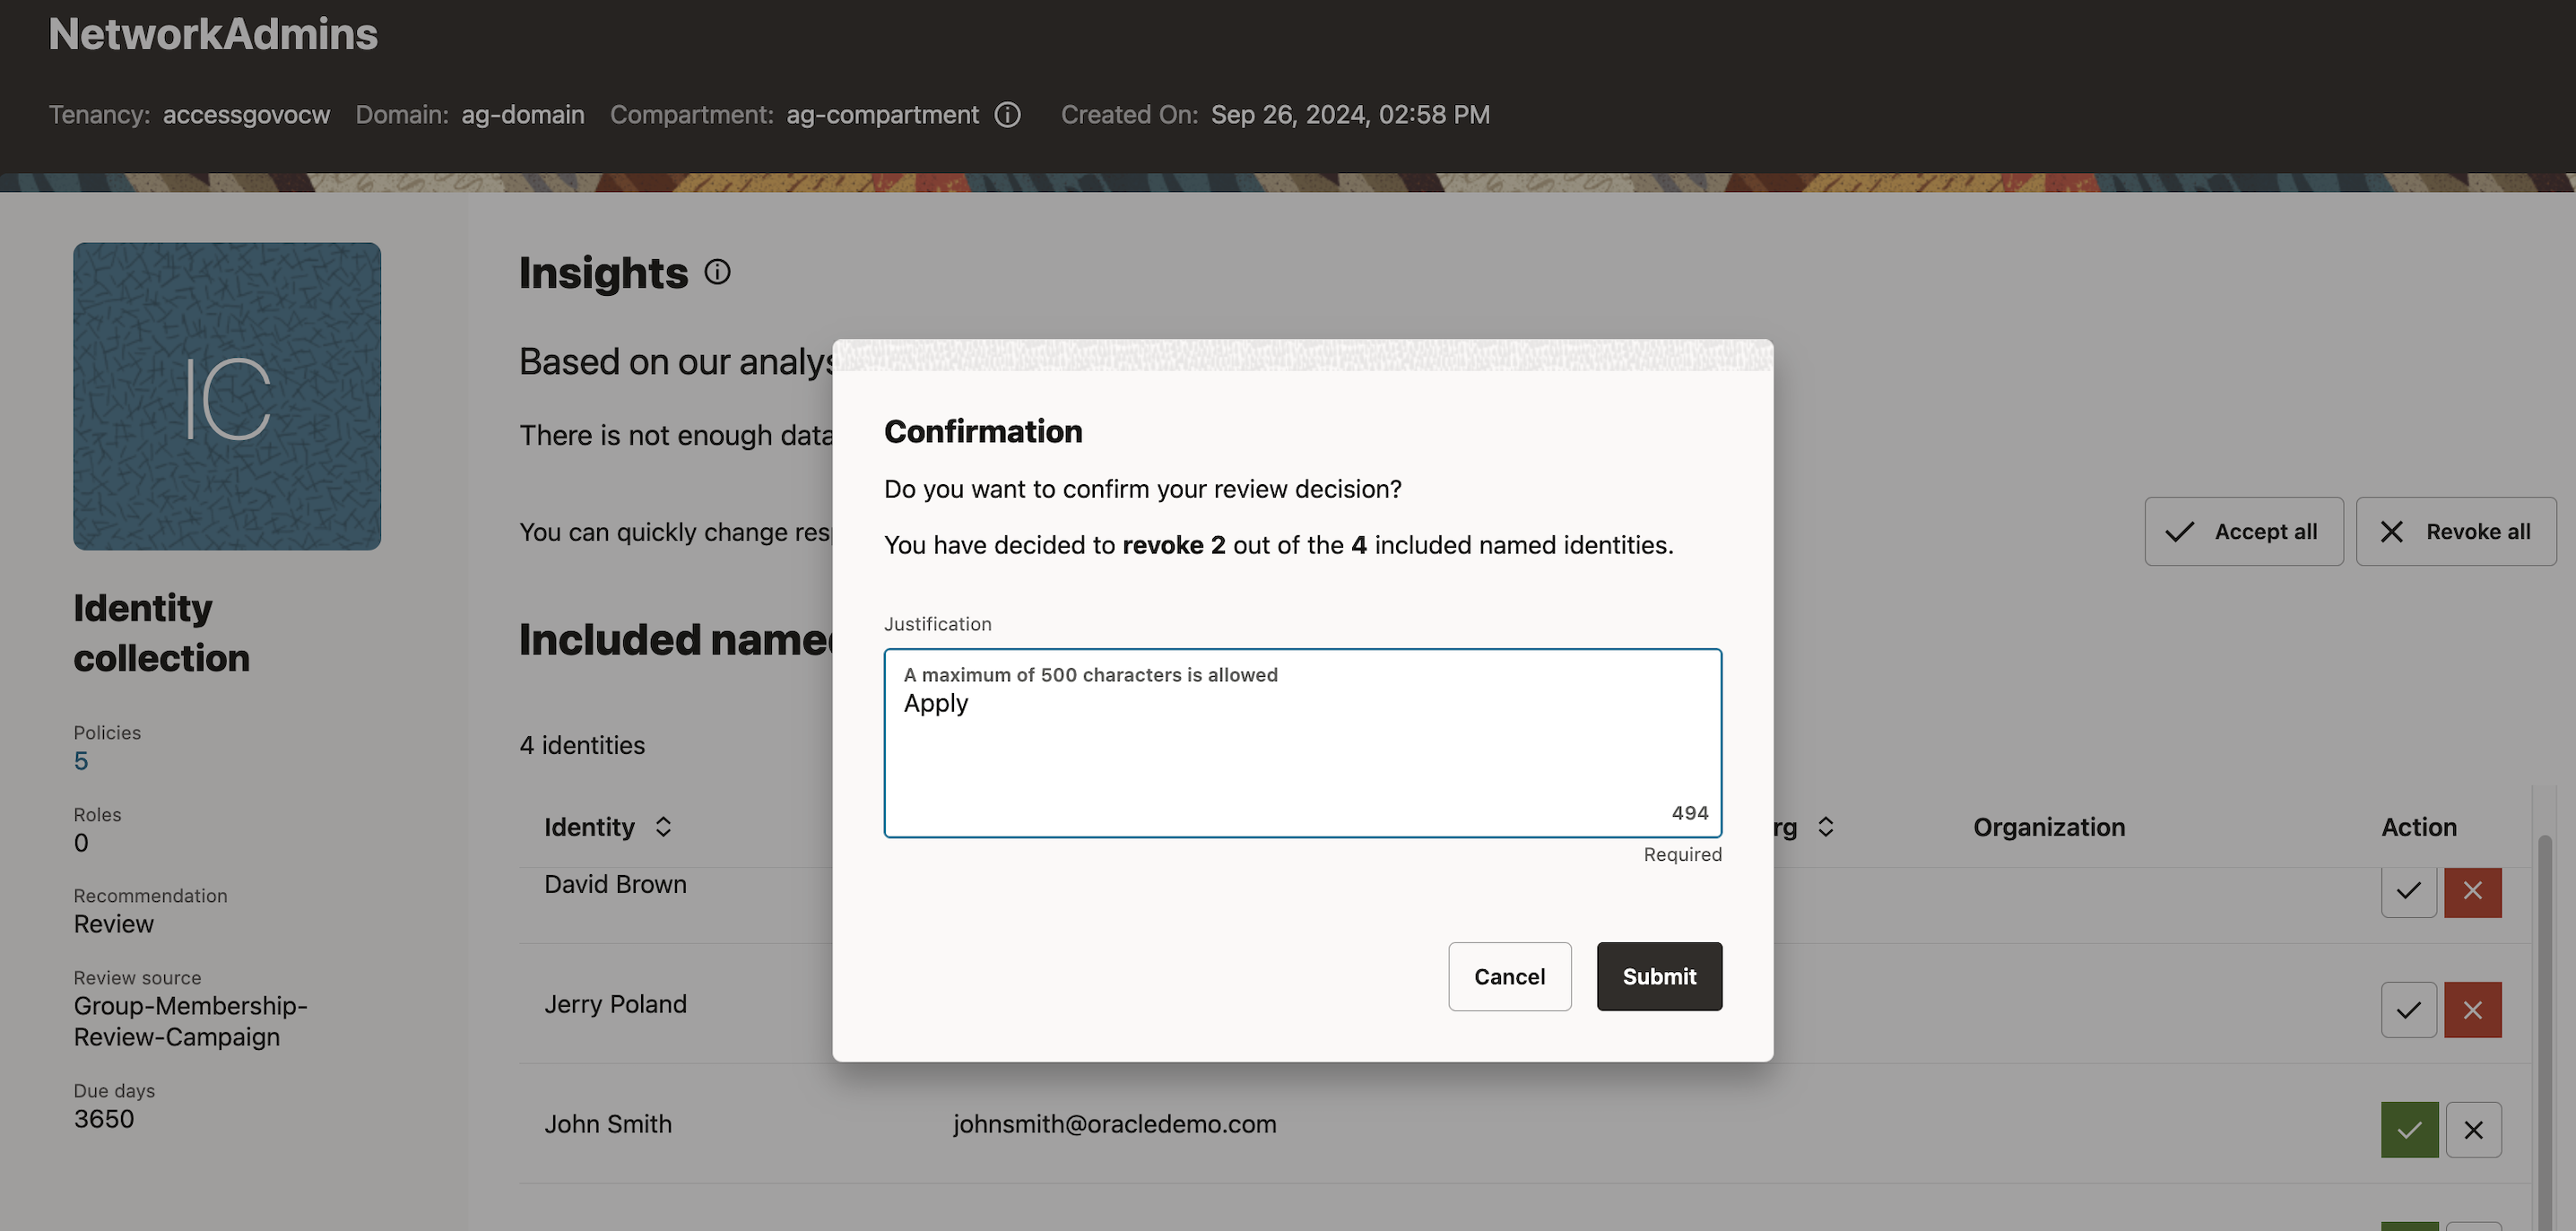 NetworkAdmins
Tenancy: accessgovocw Domain: ag-domain Compartment: ag-compartment Created On: Sep 26, 2024, 02:58 PM
IC
Identity
collection
Policies
5
Roles
0
Recommendation
Review
Review source
Group-Membership-
Review-Campaign
Due days
3650
Insights
Based on our analys
There is not enough data
You can quickly change res
Accept all
Revoke all
Included named
4 identities
Identity
rg
Organization
Action
David Brown
Jerry Poland
John Smith
johnsmith@oracledemo.com
Confirmation
Do you want to confirm your review decision?
You have decided to revoke 2 out of the 4 included named identities.
Justification
A maximum of 500 characters is allowed
Apply
494
Required
Cancel
Submit